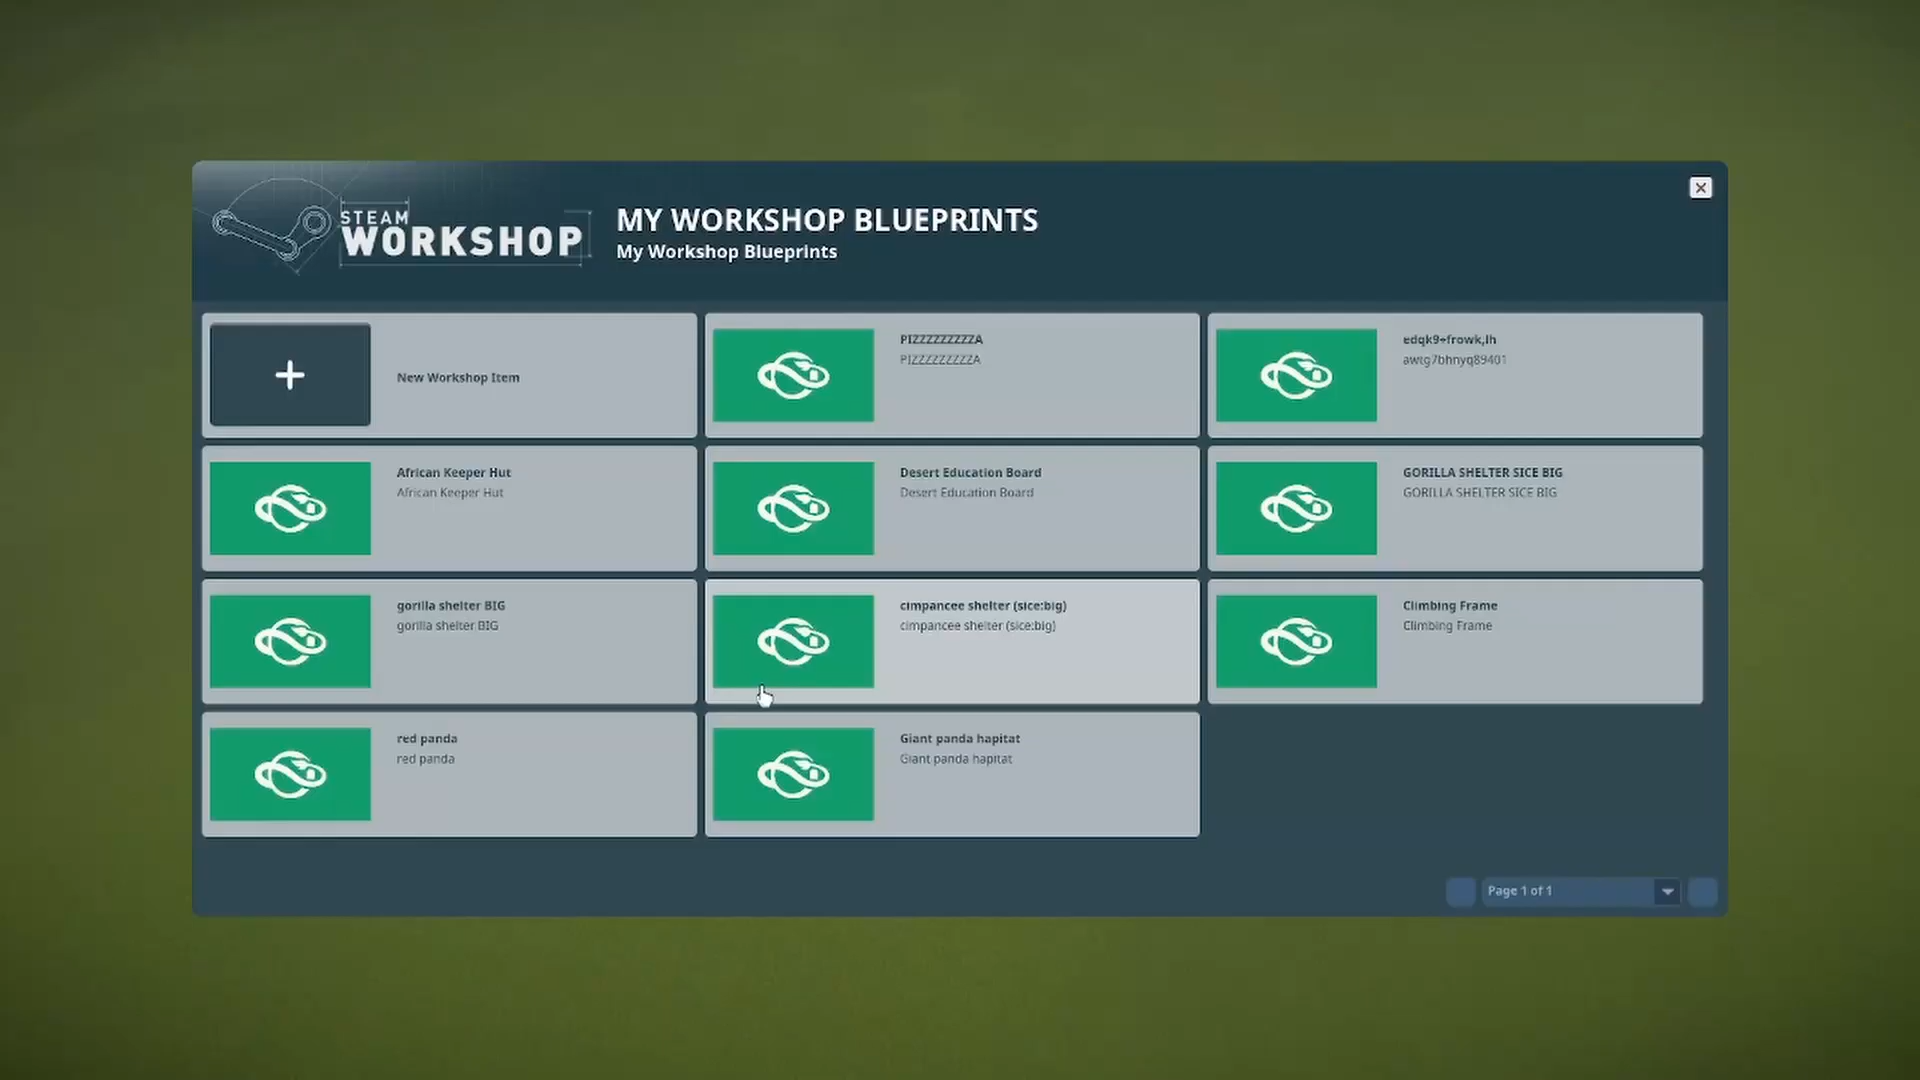 STEAM
WORKSHOP
MY WORKSHOP BLUEPRINTS
My Workshop Blueprints
New Workshop Item
PIZZZZZZZZZA
PIZZZZZZZZZA
edqk9+frowk,lh
awtg7bhnyq89401
African Keeper Hut
African Keeper Hut
Desert Education Board
Desert Education Board
GORILLA SHELTER SICE BIG
GORILLA SHELTER SICE BIG
gorilla shelter BIG
gorilla shelter BIG
cimpancee shelter (sice:big)
cimpancee shelter (sice:big)
Climbing Frame
Climbing Frame
red panda
red panda
Giant panda hapitat
Giant panda hapitat
Page 1 of 1